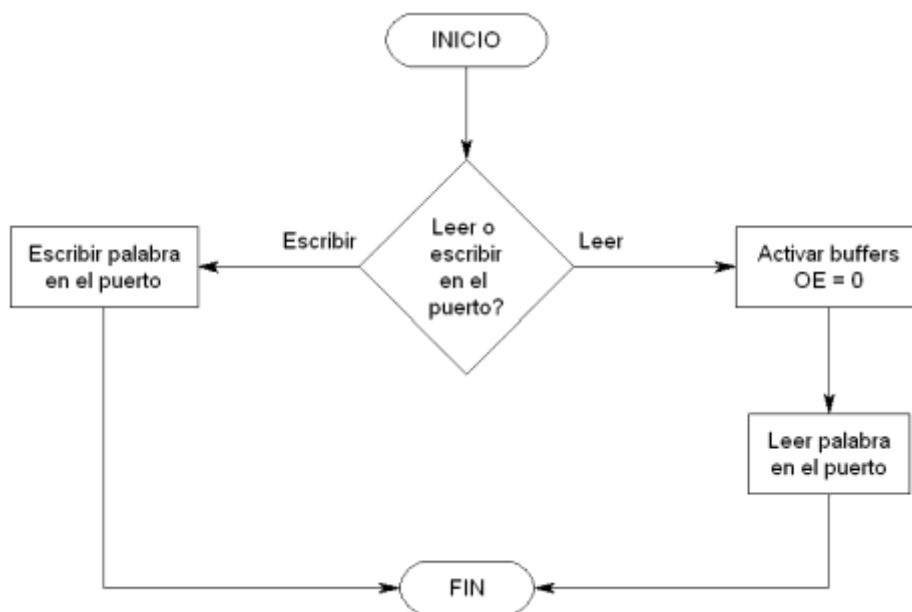 INICIO
Leer o
escribir
en el
puerto?
Escribir
Leer
Escribir palabra
en el puerto
Activar buffers
OE = 0
Leer palabra
en el puerto
FIN